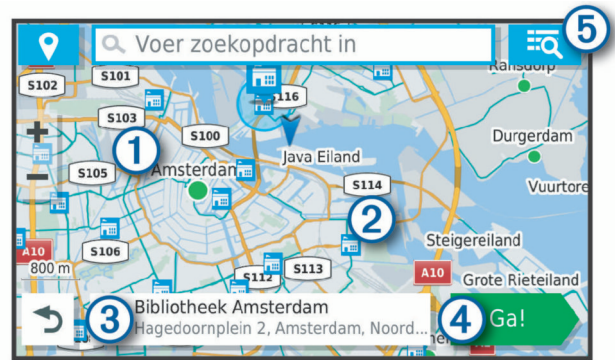 Voer zoekopdracht in
5
Ransdorp
S102
S101
S116
S103
S100
Durgerdam
1
Java Eiland
Amsterdam
S105
S114
Vuurtore
2
Steigereiland
A10
S106
800 m
S112
S113
A10
Grote Rieteiland
3
Bibliotheek Amsterdam
Hagedoornplein 2, Amsterdam, Noord...
4
Ga!